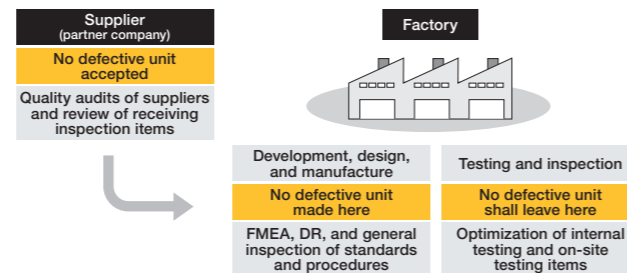 Supplier
(partner company)
No defective unit
accepted
Quality audits of suppliers
and review of receiving
inspection items
Factory
Development, design,
and manufacture
No defective unit
made here
FMEA, DR, and general
inspection of standards
and procedures
Testing and inspection
No defective unit
shall leave here
Optimization of internal
testing and on-site
testing items